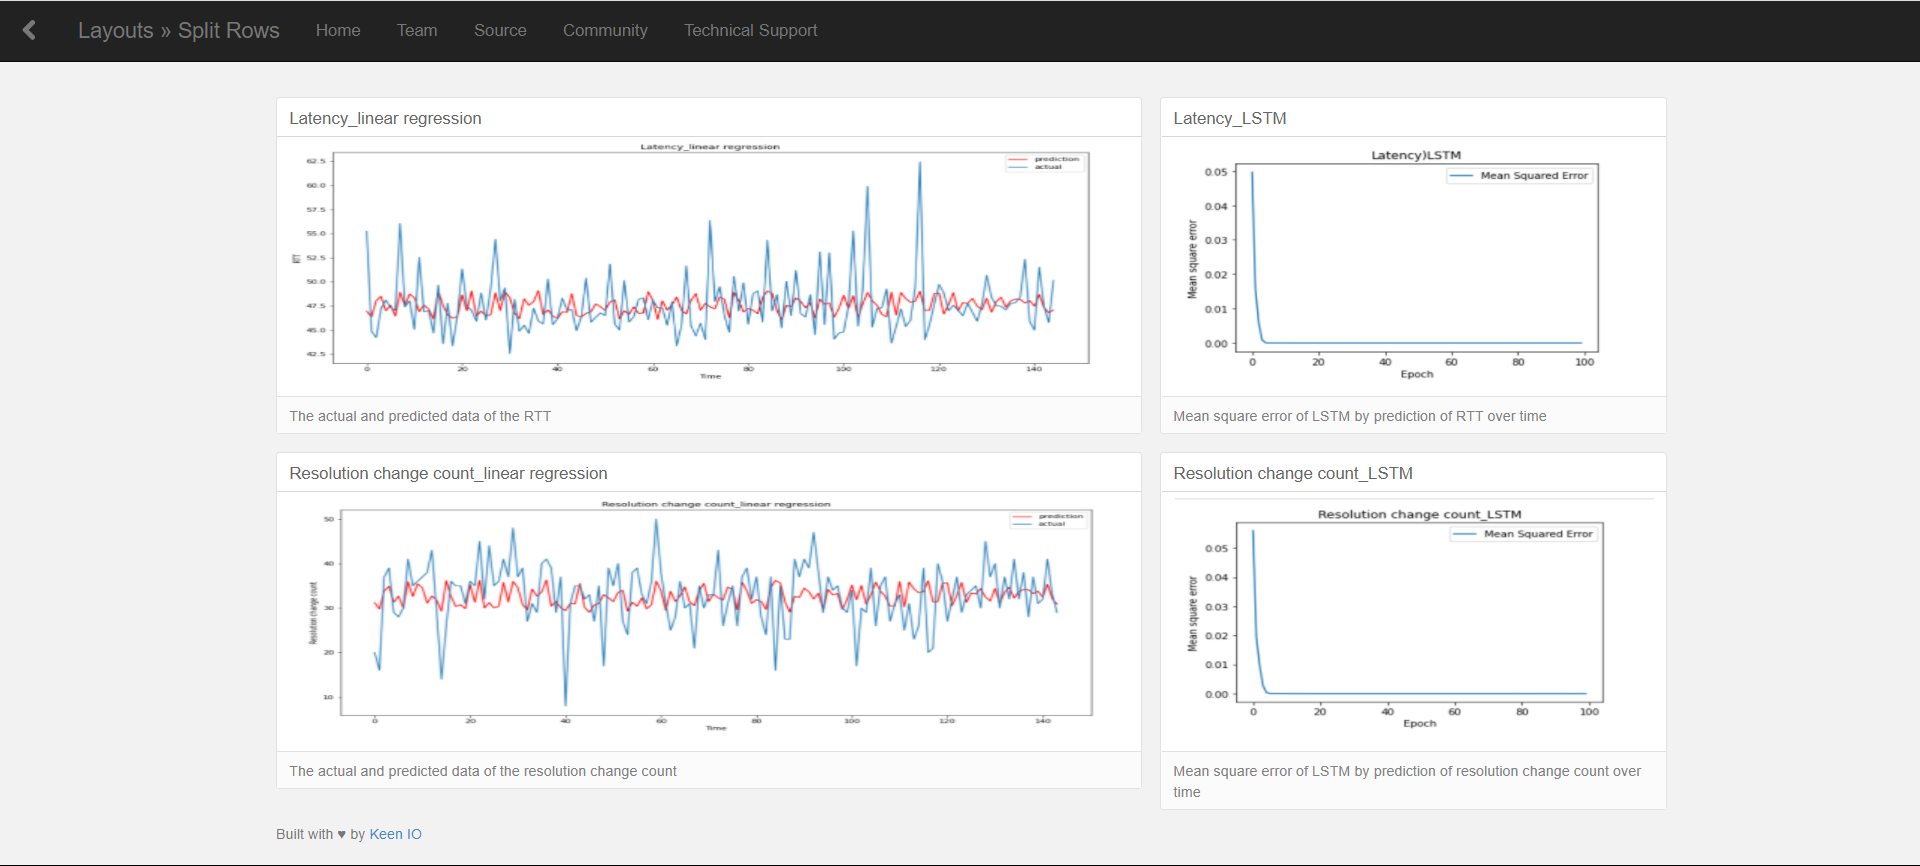 Layouts » Split Rows Home Team Source Community Technical Support
Latency_linear regression
Latency_linear regression
prediction
actual
62.5
60.0
57.5
55.0
52.5
50.0
47.5
45.0
42.5
RTT
0 20 40 60 80 100 120 140
Time
The actual and predicted data of the RTT
Latency_LSTM
Latency)LSTM
Mean Squared Error
0.05
0.04
0.03
0.02
0.01
0.00
Mean square error
0 20 40 60 80 100
Epoch
Mean square error of LSTM by prediction of RTT over time
Resolution change count_linear regression
Resolution change count_linear regression
prediction
actual
50
40
30
20
10
Resolution change count
0 20 40 60 80 100 120 140
Time
The actual and predicted data of the resolution change count
Resolution change count_LSTM
Resolution change count_LSTM
Mean Squared Error
0.05
0.04
0.03
0.02
0.01
0.00
Mean square error
0 20 40 60 80 100
Epoch
Mean square error of LSTM by prediction of resolution change count over
time
Built with ♥ by Keen IO